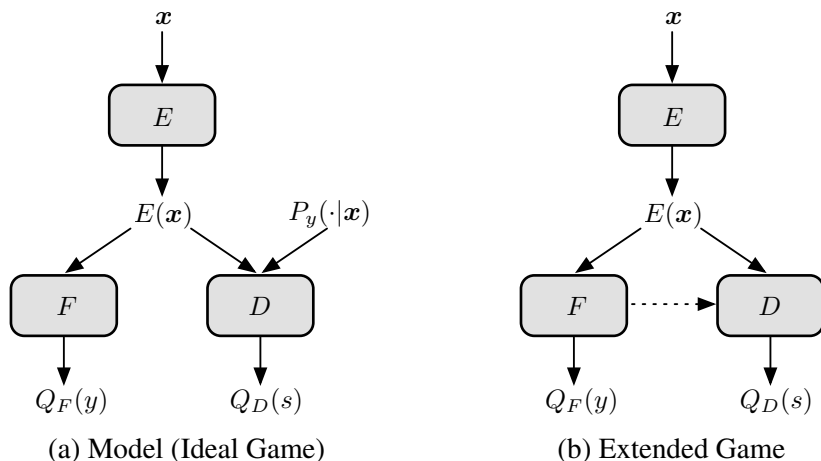 x x
E E
E(x) P_y(·|x) E(x)
F D F D
Q_F(y) Q_D(s) Q_F(y) Q_D(s)
(a) Model (Ideal Game) (b) Extended Game